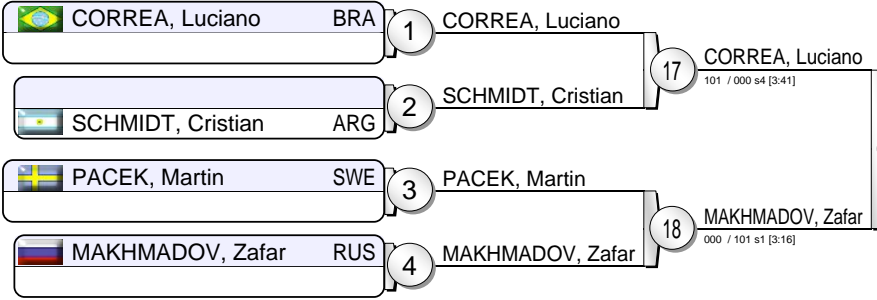 CORREA, Luciano BRA
1
CORREA, Luciano
17
CORREA, Luciano
101 / 000 s4 [3:41]
2
SCHMIDT, Cristian
SCHMIDT, Cristian ARG
PACEK, Martin SWE
3
PACEK, Martin
18
MAKHMADOV, Zafar
000 / 101 s1 [3:16]
MAKHMADOV, Zafar RUS
4
MAKHMADOV, Zafar